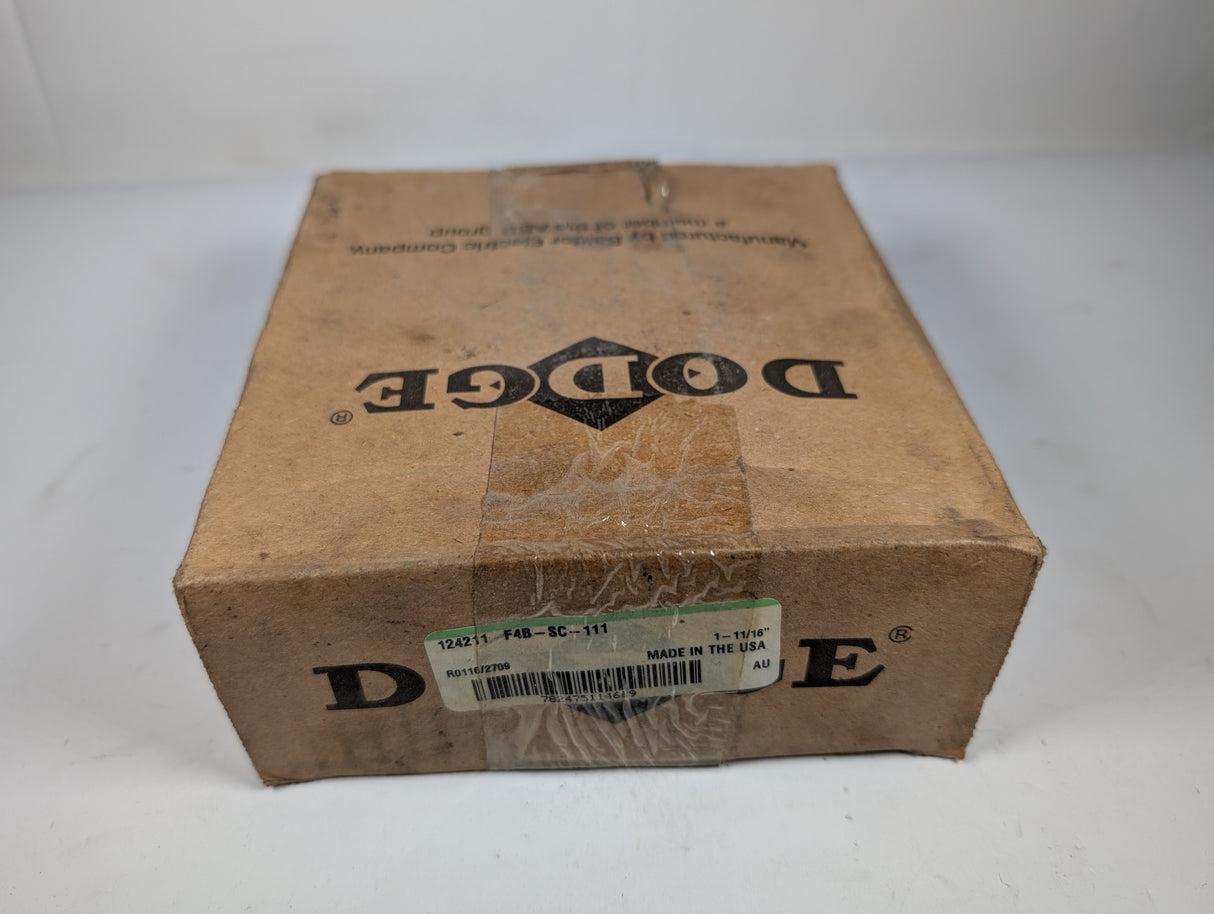 Manufactured by Baldor Electric Company,
a member of the ABB Group
DODGE®
124211 F4B-SC-111
1-11/16"
MADE IN THE USA
R0116/2709
AU
782475114689
D GE®